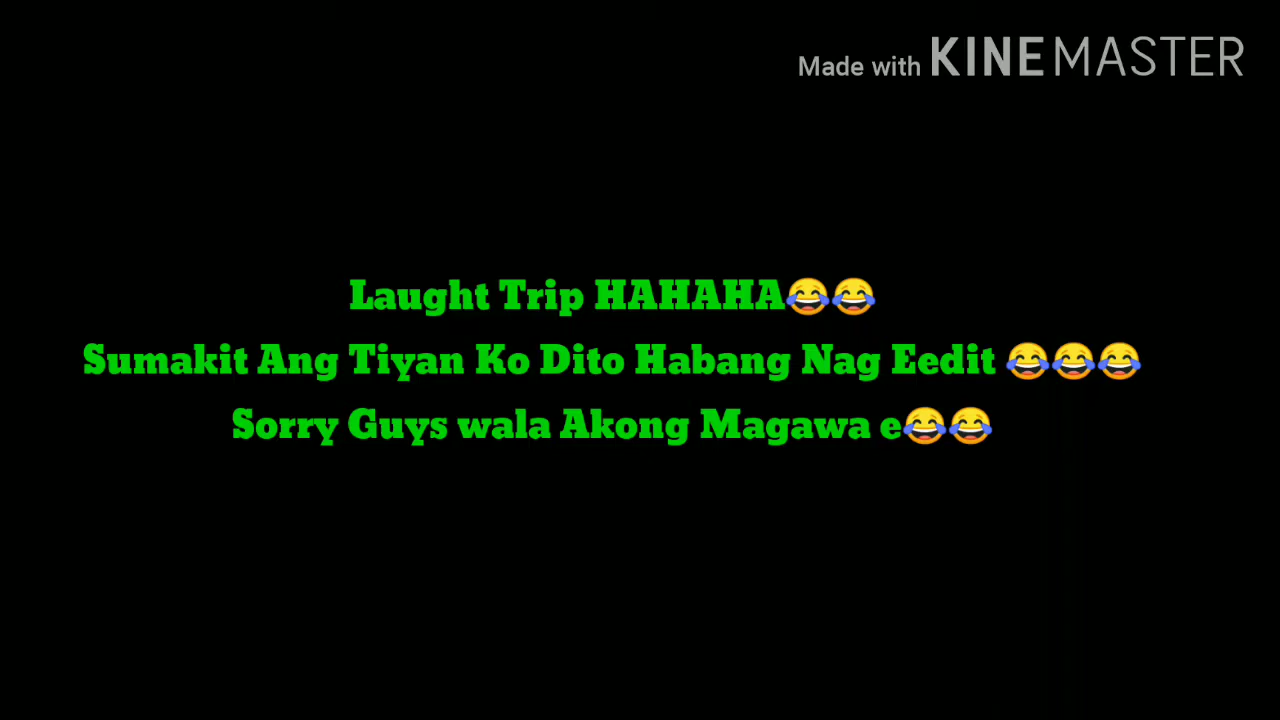 Made with KINEMASTER
Laught Trip HAHAHA😂😂
Sumakit Ang Tiyan Ko Dito Habang Nag Eedit 😂😂😂
Sorry Guys wala Akong Magawa e😂😂